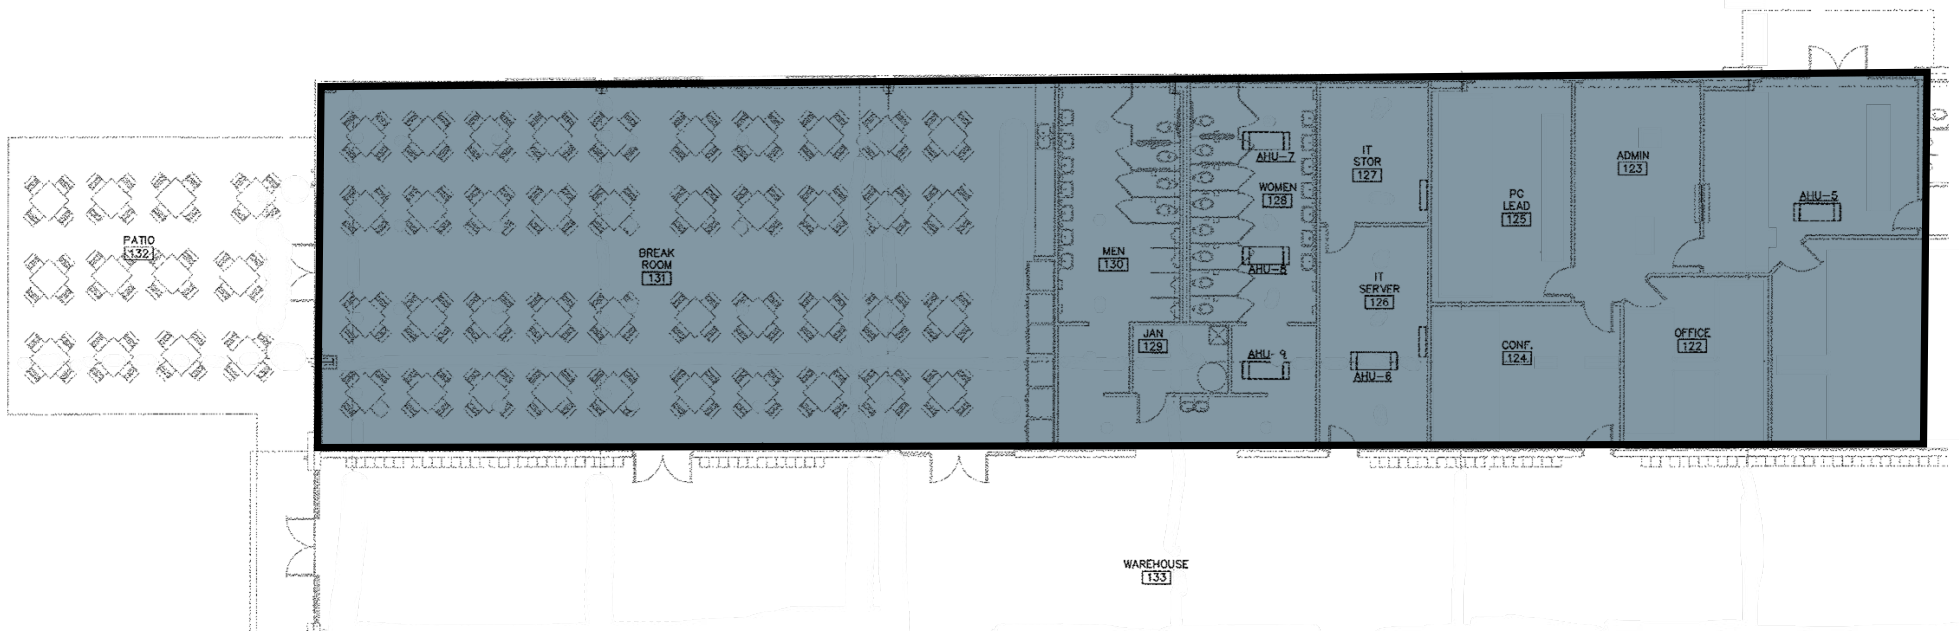 PATIO
132
BREAK
ROOM
131
MEN
130
JAN
129
WOMEN
128
AHU-7
AHU-8
AHU-9
IT
STOR
127
IT
SERVER
126
AHU-6
PC
LEAD
125
CONF.
124
ADMIN
123
OFFICE
122
AHU-5
WAREHOUSE
133